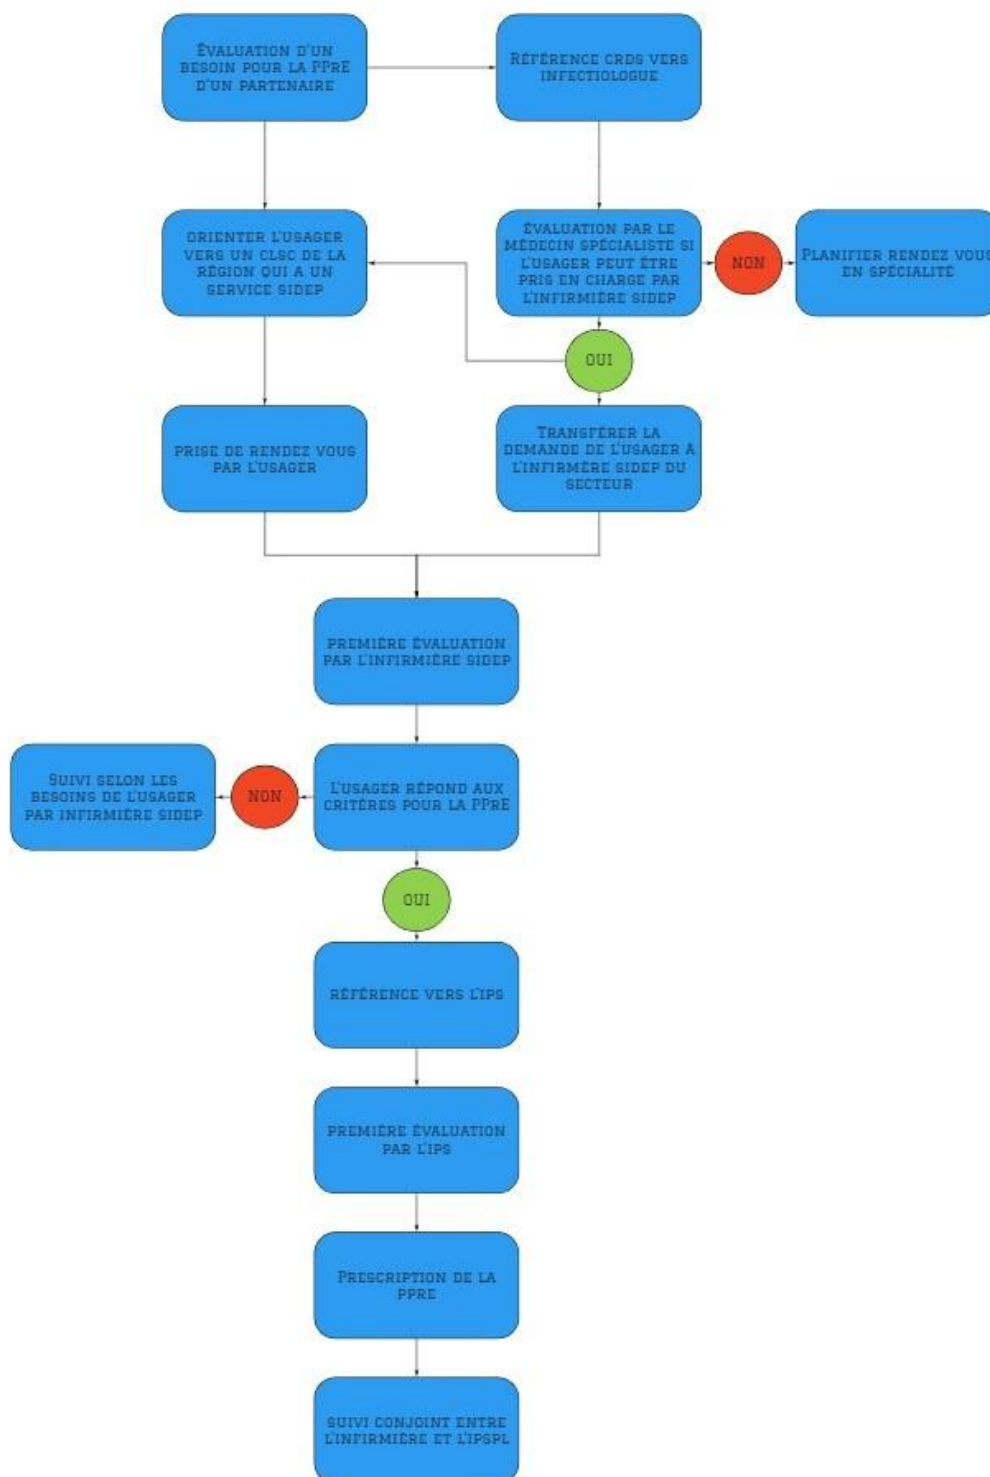 Évaluation d'un
besoin pour la PPrE
d'un partenaire
Référence crds vers
infectiologue
orienter l'usager
vers un clsc de la
région qui a un
service sidep
évaluation par le
médecin spécialiste si
l'usager peut être
pris en charge par
l'infirmière sidep
non
Planifier rendez vous
en spécialité
oui
prise de rendez vous
par l'usager
Transférer la
demande de l'usager à
l'infirmère sidep du
secteur
première évaluation
par l'infirmière sidep
Suivi selon les
besoins de l'usager
par infirmière sidep
non
L'usager répond aux
critères pour la PPrE
oui
référence vers l'ips
première évaluation
par l'ips
Prescription de la
ppre
suivi conjoint entre
l'infirmière et l'ipspl